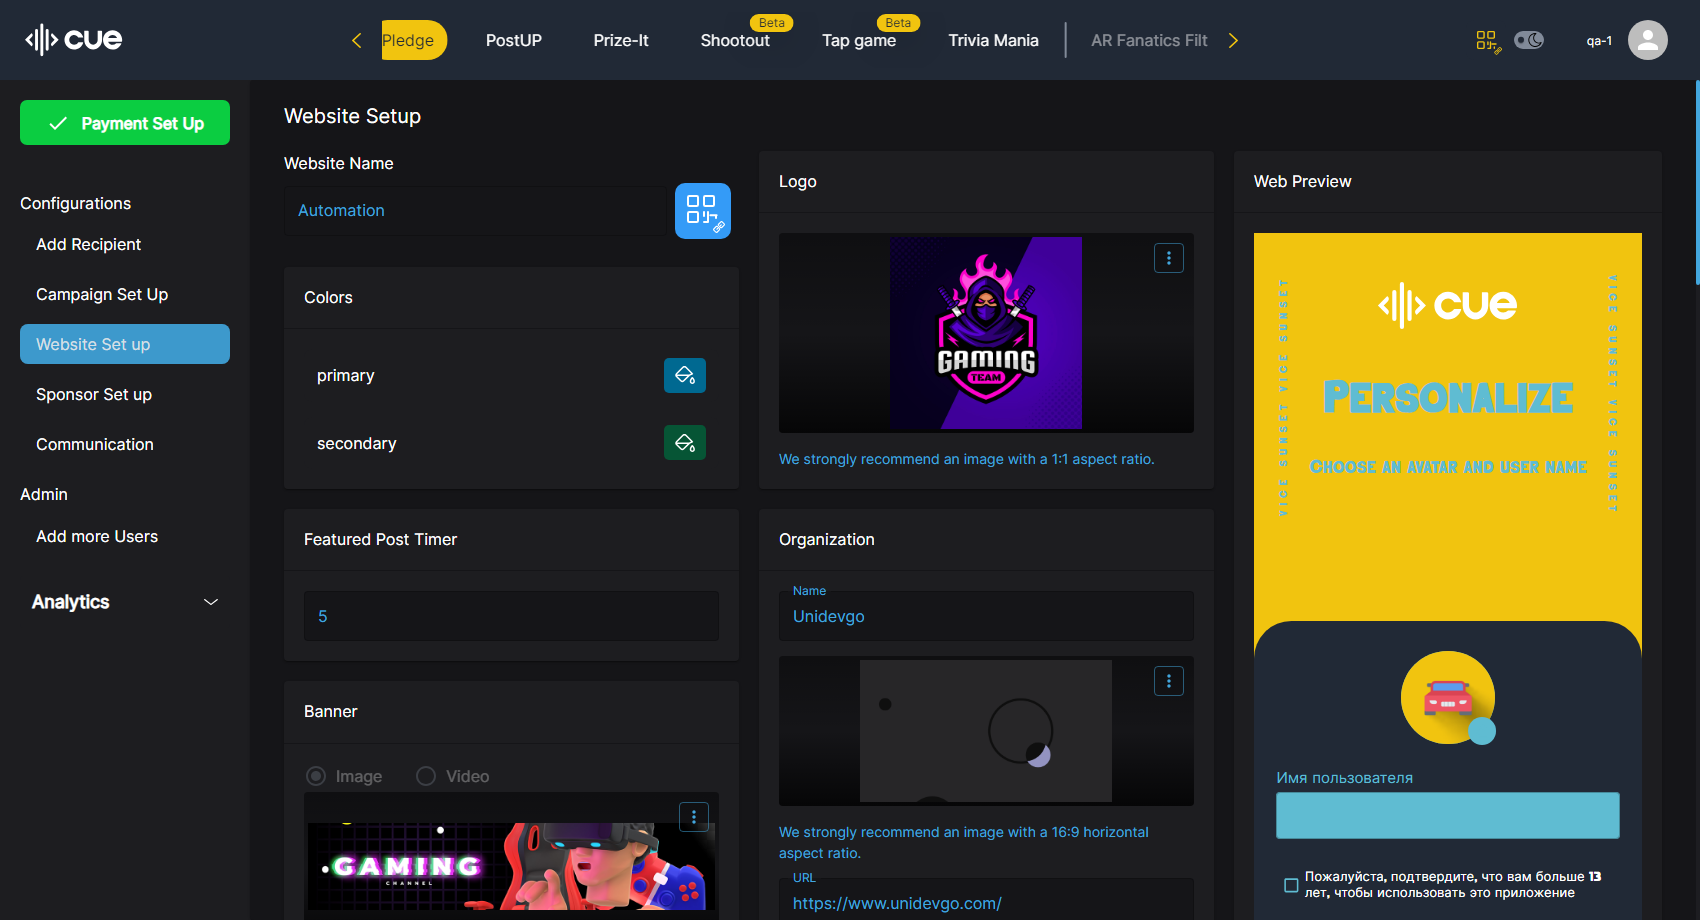 cue
Pledge
PostUP
Prize-It
Shootout
Beta
Tap game
Beta
Trivia Mania
AR Fanatics Filt
qa-1
Payment Set Up
Configurations
Add Recipient
Campaign Set Up
Website Set up
Sponsor Set up
Communication
Admin
Add more Users
Analytics
Website Setup
Website Name
Automation
Colors
primary
secondary
Featured Post Timer
5
Banner
Image
Video
GAMING
CHANNEL
Logo
GAMING
TEAM
We strongly recommend an image with a 1:1 aspect ratio.
Organization
Name
Unidevgo
We strongly recommend an image with a 16:9 horizontal
aspect ratio.
URL
https://www.unidevgo.com/
Web Preview
VICE SUNSET VICE SUNSET
cue
VICE SUNSET VICE SUNSET
PERSONALIZE
CHOOSE AN AVATAR AND USER NAME
Имя пользователя
Пожалуйста, подтвердите, что вам больше 13
лет, чтобы использовать это приложение